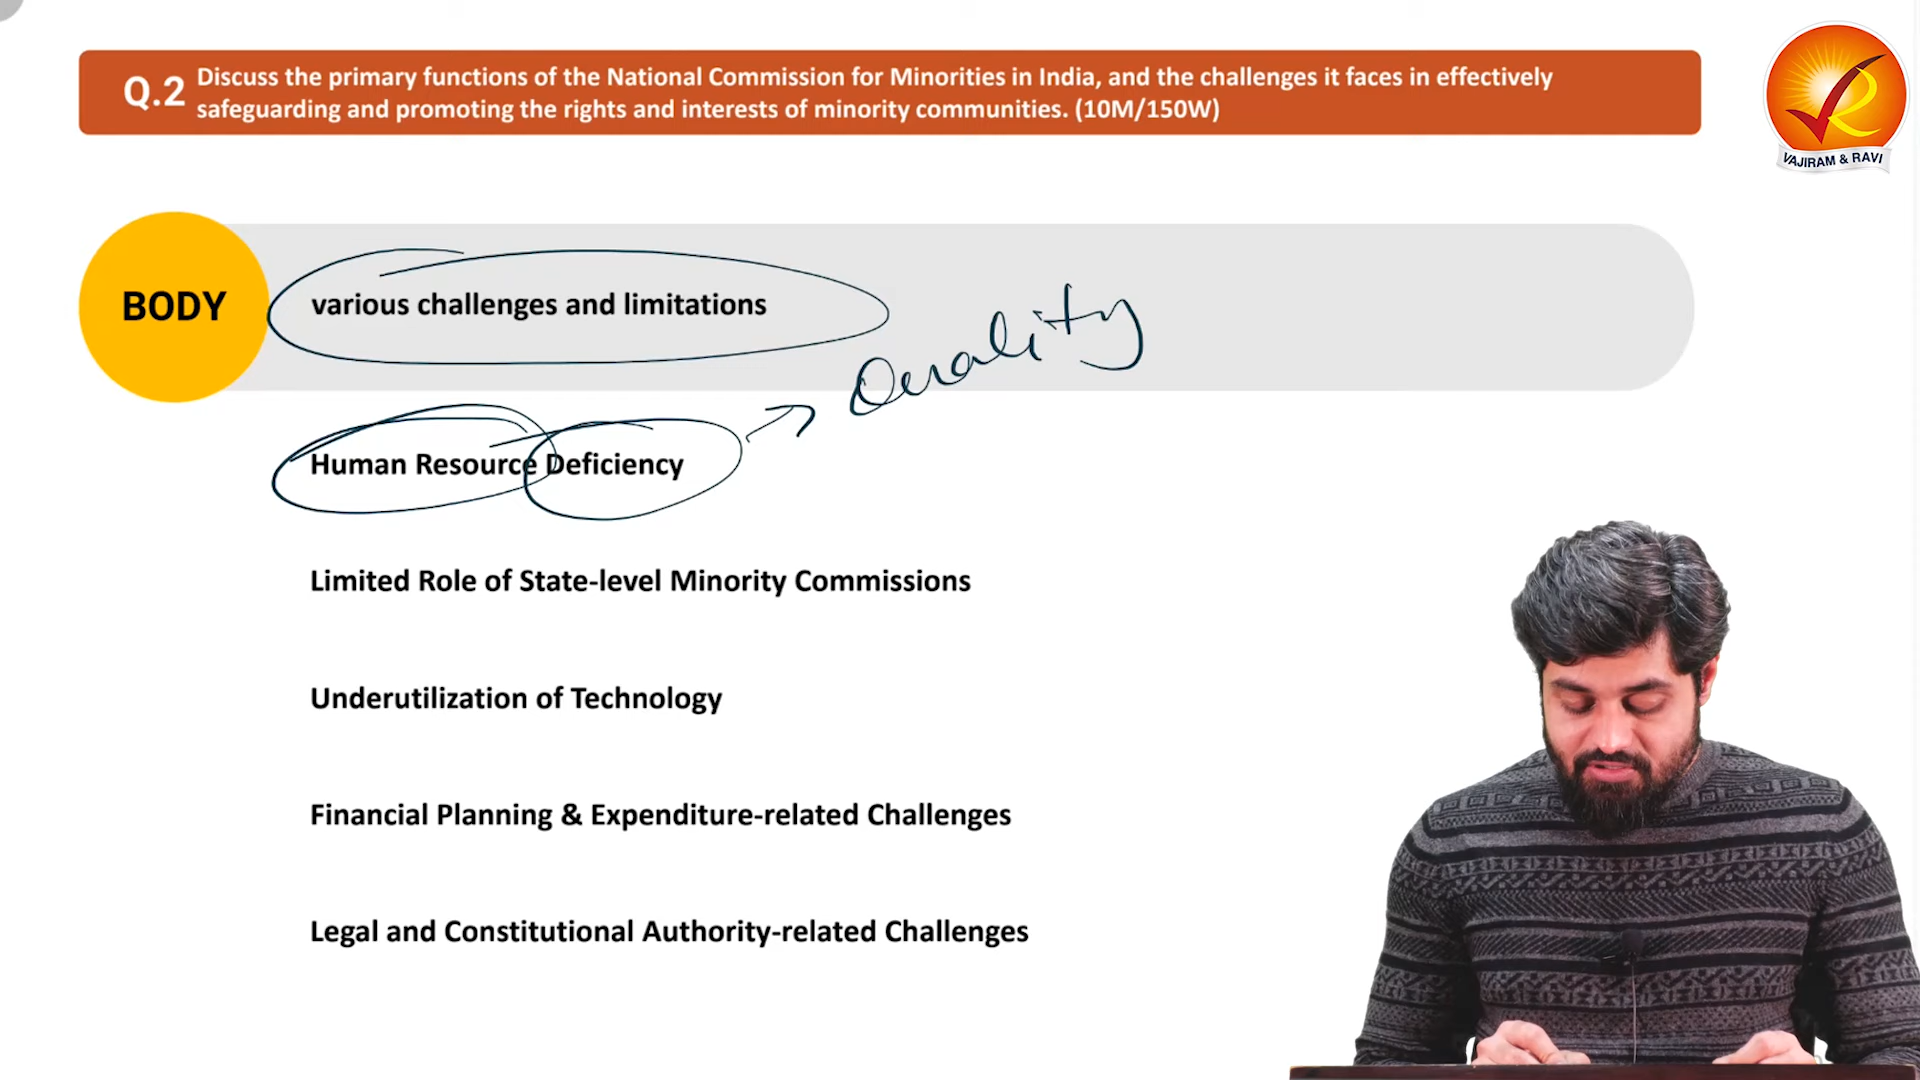 Q.2 Discuss the primary functions of the National Commission for Minorities in India, and the challenges it faces in effectively
safeguarding and promoting the rights and interests of minority communities. (10M/150W)
VAJIRAM & RAVI
BODY
various challenges and limitations
Quality
Human Resource Deficiency
Limited Role of State-level Minority Commissions
Underutilization of Technology
Financial Planning & Expenditure-related Challenges
Legal and Constitutional Authority-related Challenges